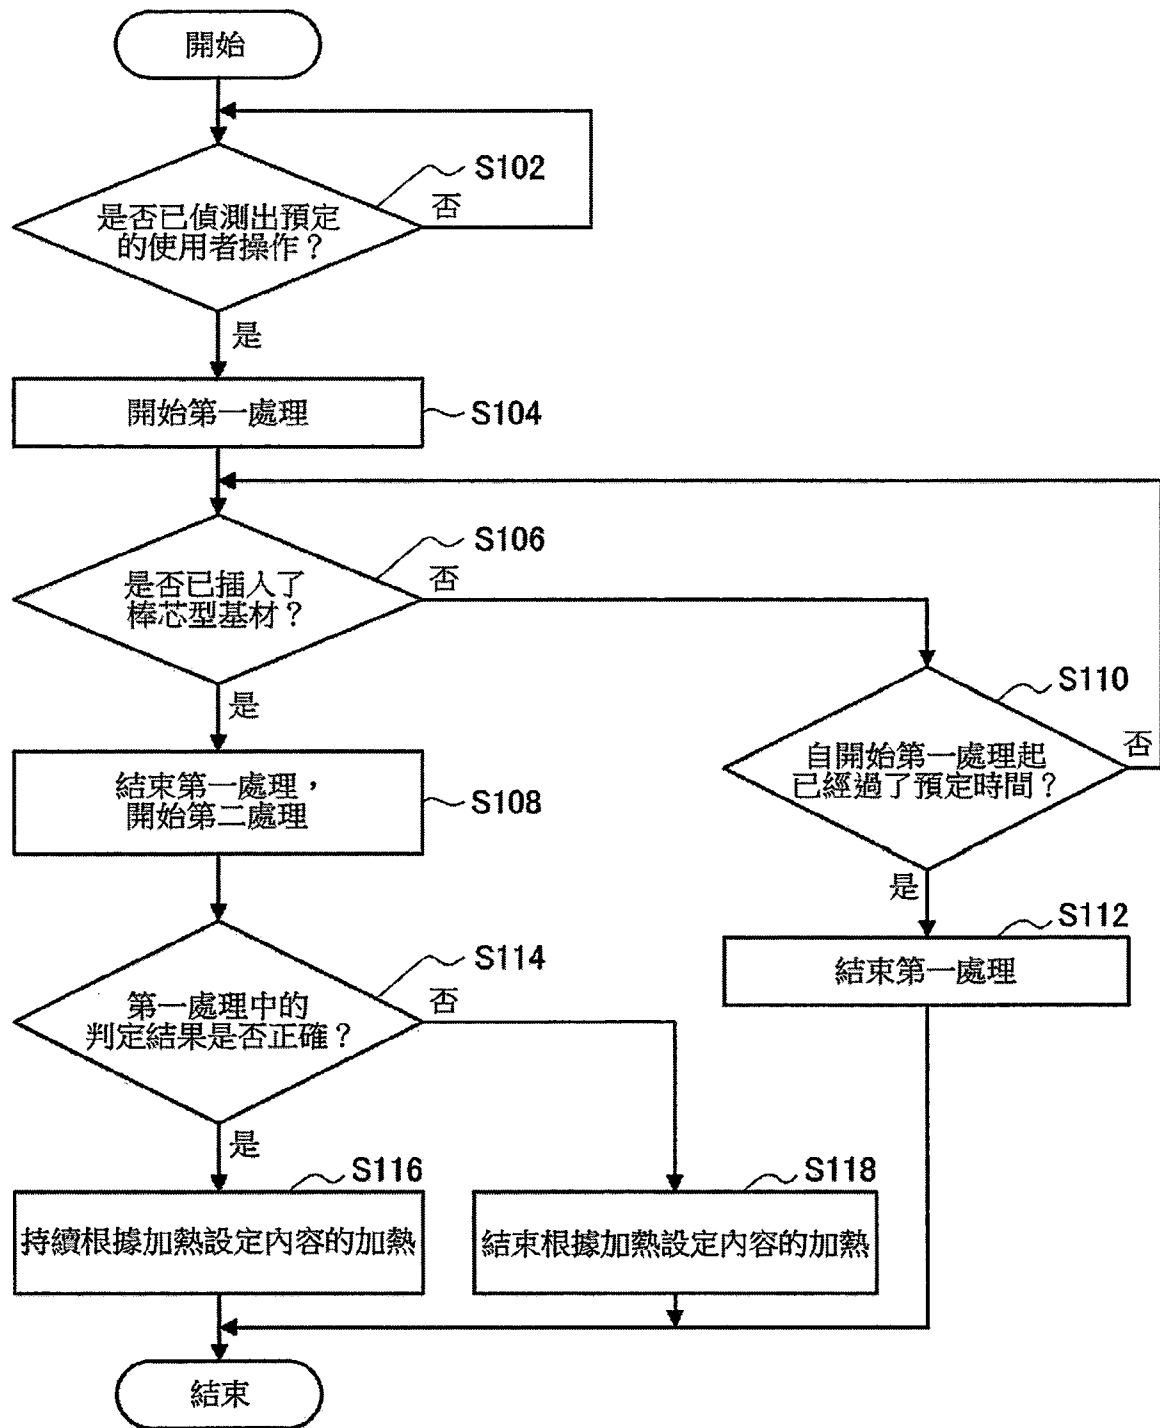 開始
S102
是否已偵測出預定
的使用者操作？
否
是
開始第一處理
S104
S106
是否已插入了
棒芯型基材？
否
是
S110
自開始第一處理起
已經過了預定時間？
否
是
結束第一處理，
開始第二處理
S108
S112
結束第一處理
S114
第一處理中的
判定結果是否正確？
否
是
S116
持續根據加熱設定內容的加熱
S118
結束根據加熱設定內容的加熱
結束